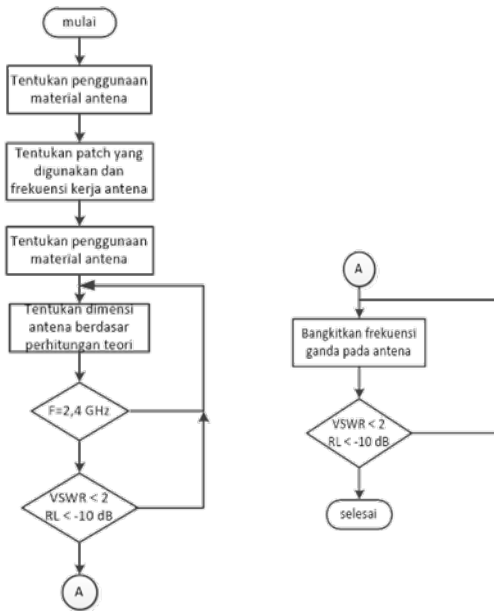 mulai
Tentukan penggunaan
material antena
Tentukan patch yang
digunakan dan
frekuensi kerja antena
Tentukan penggunaan
material antena
Tentukan dimensi
antena berdasar
perhitungan teori
F=2,4 GHz
VSWR < 2
RL < -10 dB
A
A
Bangkitkan frekuensi
ganda pada antena
VSWR < 2
RL < -10 dB
selesai